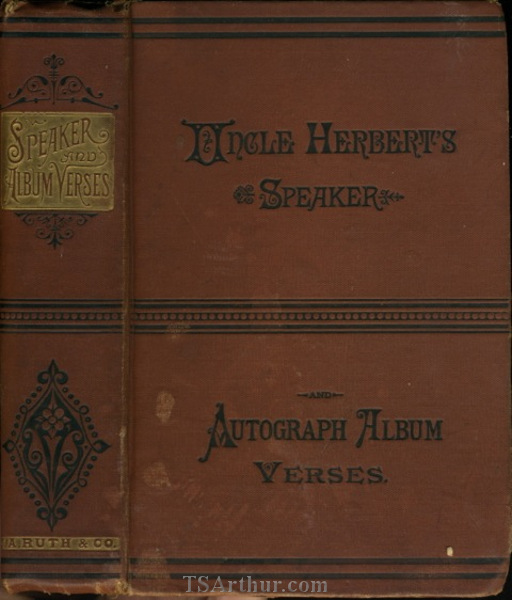 SPEAKER
AND
ALBUM VERSES
A. RUTH & CO.
UNCLE HERBERT'S
SPEAKER
AND
AUTOGRAPH ALBUM
VERSES.
TSArthur.com